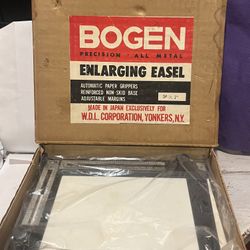 BOGEN
PRECISION - ALL METAL
ENLARGING EASEL
AUTOMATIC PAPER GRIPPERS
REINFORCED NON-SKID BASE
ADJUSTABLE MARGINS
MADE IN JAPAN EXCLUSIVELY FOR
W.D.L. CORPORATION, YONKERS, N.Y.